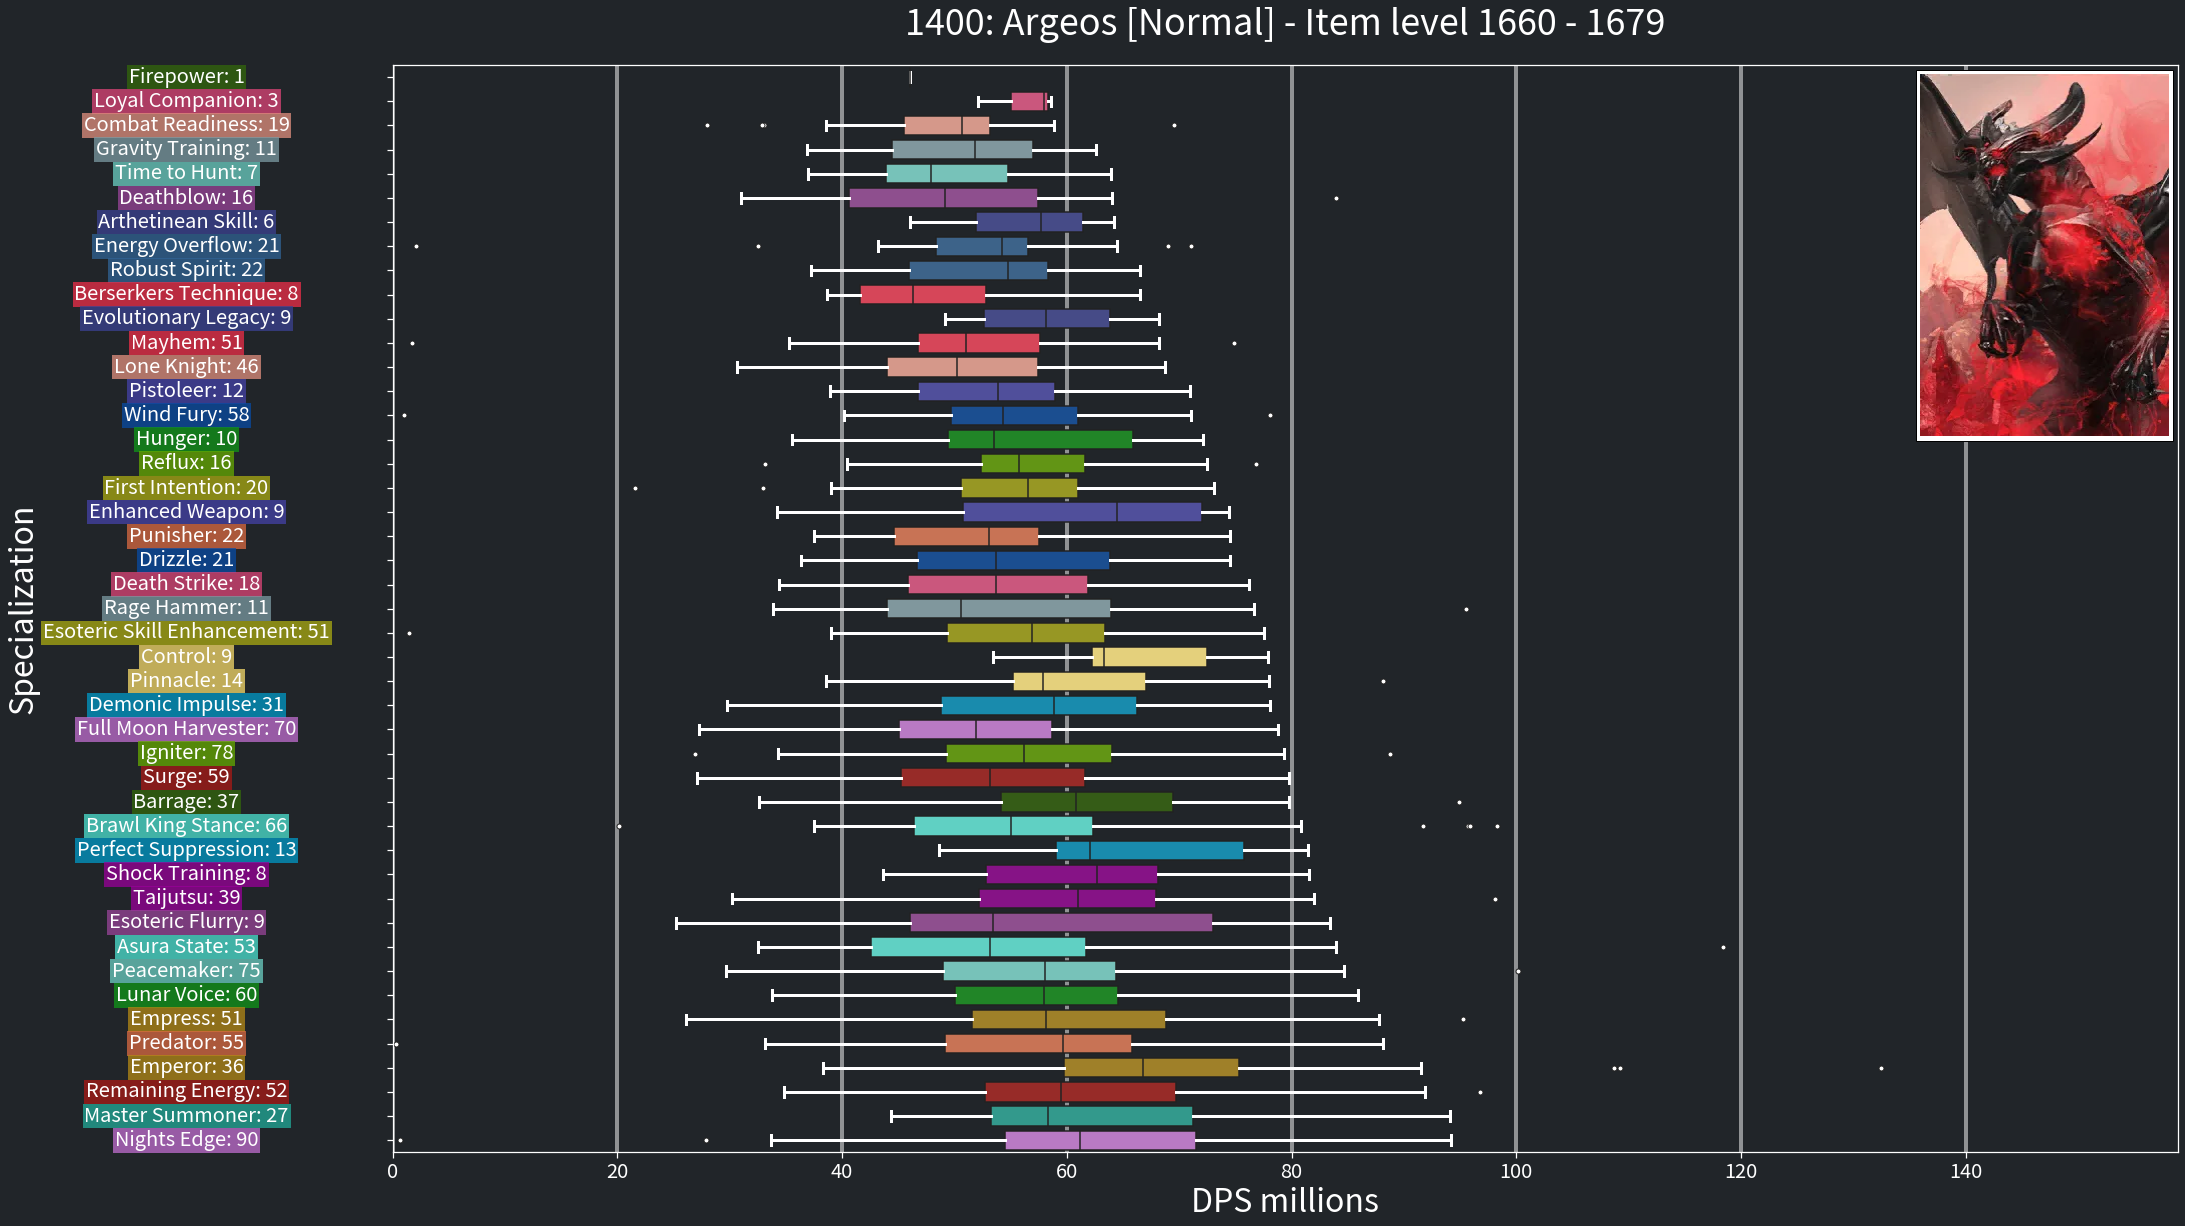 1400: Argeos [Normal] - Item level 1660 - 1679
Firepower: 1
Loyal Companion: 3
Combat Readiness: 19
Gravity Training: 11
Time to Hunt: 7
Deathblow: 16
Arthetinean Skill: 6
Energy Overflow: 21
Robust Spirit: 22
Berserkers Technique: 8
Evolutionary Legacy: 9
Mayhem: 51
Lone Knight: 46
Pistoleer: 12
Wind Fury: 58
Hunger: 10
Reflux: 16
First Intention: 20
Enhanced Weapon: 9
Punisher: 22
Drizzle: 21
Death Strike: 18
Rage Hammer: 11
Esoteric Skill Enhancement: 51
Control: 9
Pinnacle: 14
Demonic Impulse: 31
Full Moon Harvester: 70
Igniter: 78
Surge: 59
Barrage: 37
Brawl King Stance: 66
Perfect Suppression: 13
Shock Training: 8
Taijutsu: 39
Esoteric Flurry: 9
Asura State: 53
Peacemaker: 75
Lunar Voice: 60
Empress: 51
Predator: 55
Emperor: 36
Remaining Energy: 52
Master Summoner: 27
Nights Edge: 90
Specialization
0 20 40 60 80 100 120 140
DPS millions